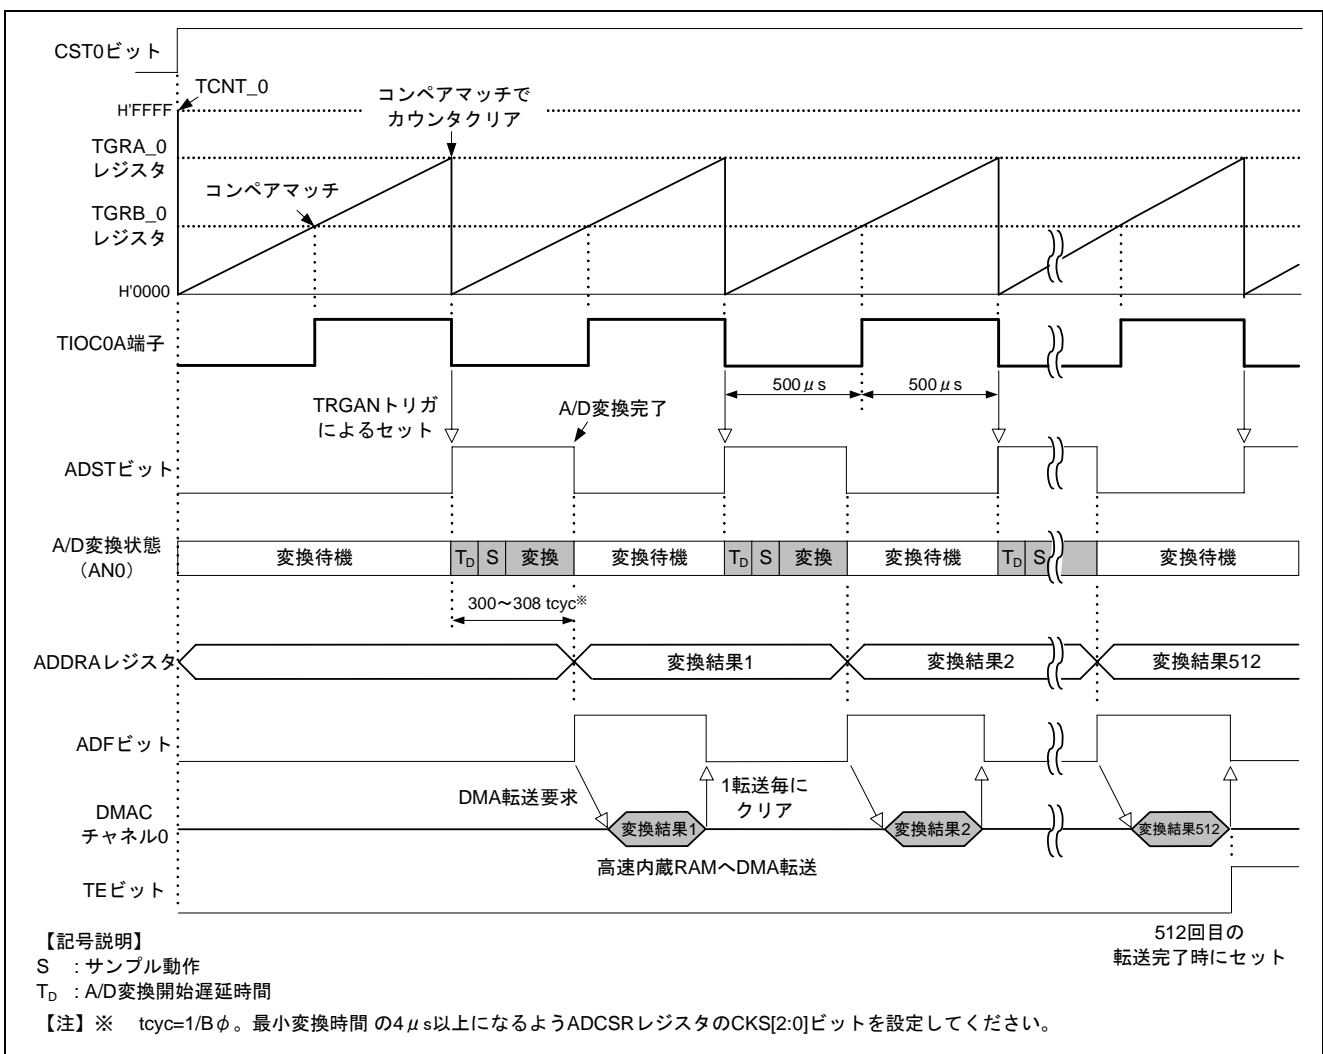 CST0ビット
TCNT_0
H'FFFF
コンペアマッチで
カウンタクリア
TGRA_0
レジスタ
コンペアマッチ
TGRB_0
レジスタ
H'0000
TIOC0A端子
500μs
500μs
TRGANトリガ
によるセット
A/D変換完了
ADSTビット
A/D変換状態
（AN0）
変換待機
TD
S
変換
変換待機
TD
S
変換
変換待機
TD
S
変換待機
300～308 tcyc※
ADDRAレジスタ
変換結果1
変換結果2
変換結果512
ADFビット
DMA転送要求
1転送毎に
クリア
DMAC
チャネル0
変換結果1
変換結果2
変換結果512
高速内蔵RAMへDMA転送
TEビット
512回目の
転送完了時にセット
【記号説明】
S ：サンプル動作
TD ：A/D変換開始遅延時間
【注】※ tcyc=1/Bφ。最小変換時間 の4μs以上になるようADCSRレジスタのCKS[2:0]ビットを設定してください。